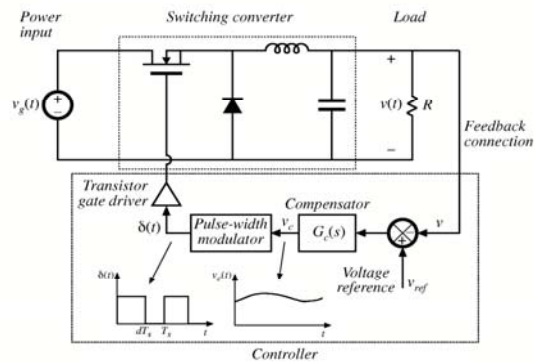 Power
input
Switching converter
Load
+
–
v_g(t)
+
v(t)
–
R
Feedback
connection
Transistor
gate driver
δ(t)
Pulse-width
modulator
v_c
Compensator
G_c(s)
v
+
Voltage
reference
v_ref
δ(t)
dT_s
T_s
t
v_c(t)
t
Controller